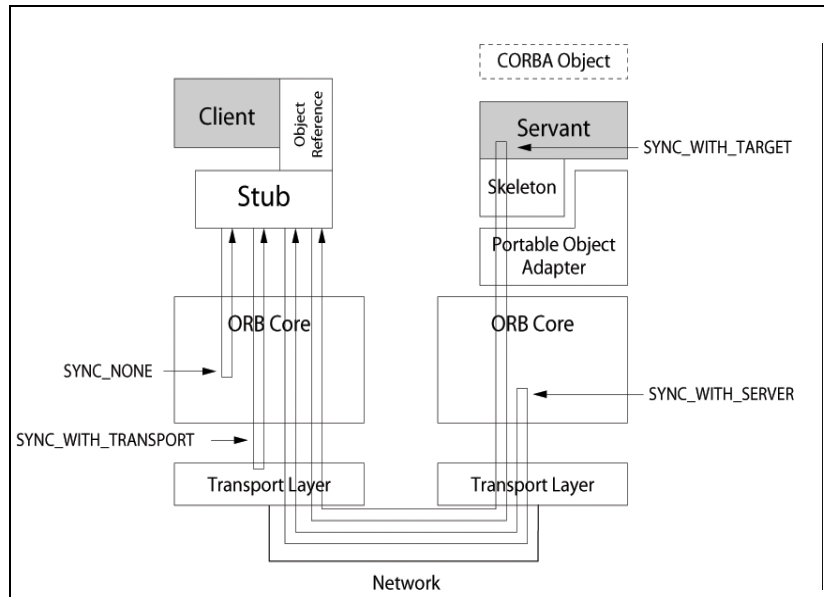 CORBA Object
Client
Object
Reference
Servant
SYNC_WITH_TARGET
Stub
Skeleton
Portable Object
Adapter
ORB Core
ORB Core
SYNC_NONE
SYNC_WITH_SERVER
SYNC_WITH_TRANSPORT
Transport Layer
Transport Layer
Network